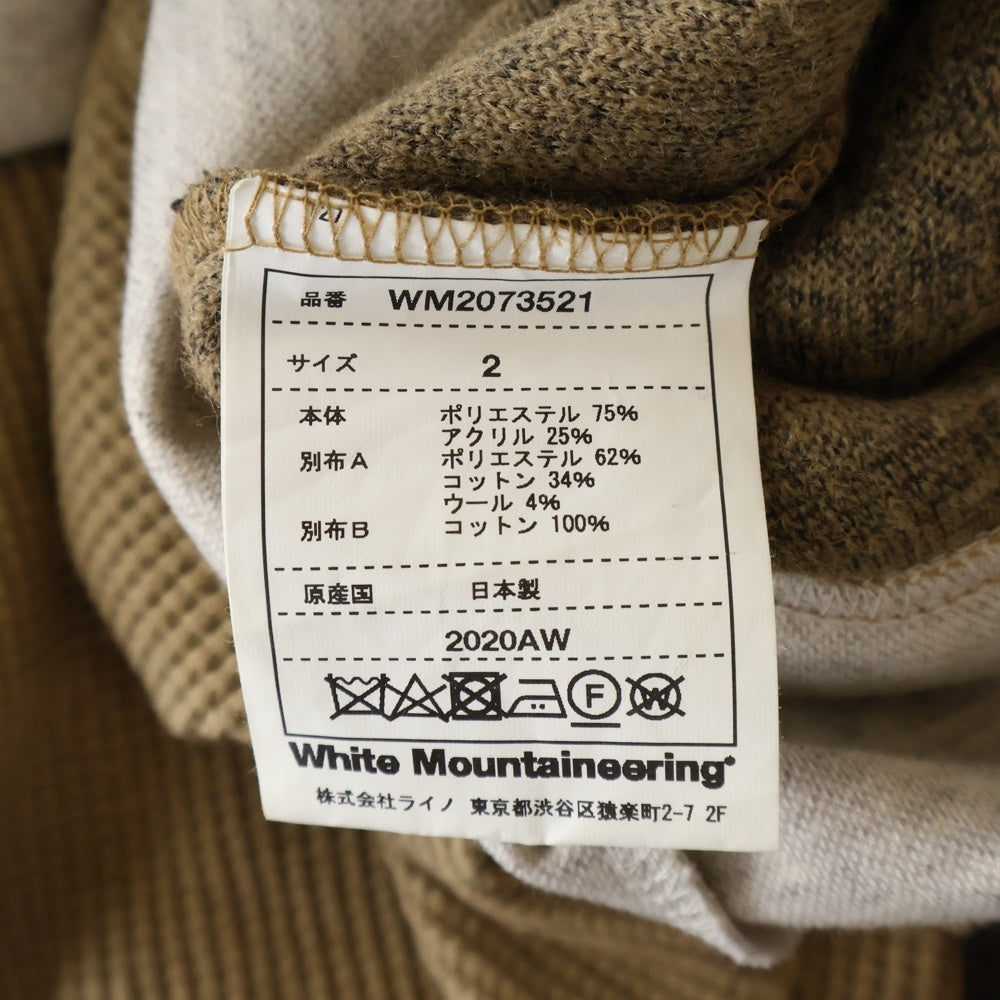 27
品番 WM2073521
サイズ 2
本体 ポリエステル 75%
アクリル 25%
別布A ポリエステル 62%
コットン 34%
ウール 4%
別布B コットン 100%
原産国 日本製
2020AW
F W
White Mountaineering®
株式会社ライノ 東京都渋谷区猿楽町2-7 2F